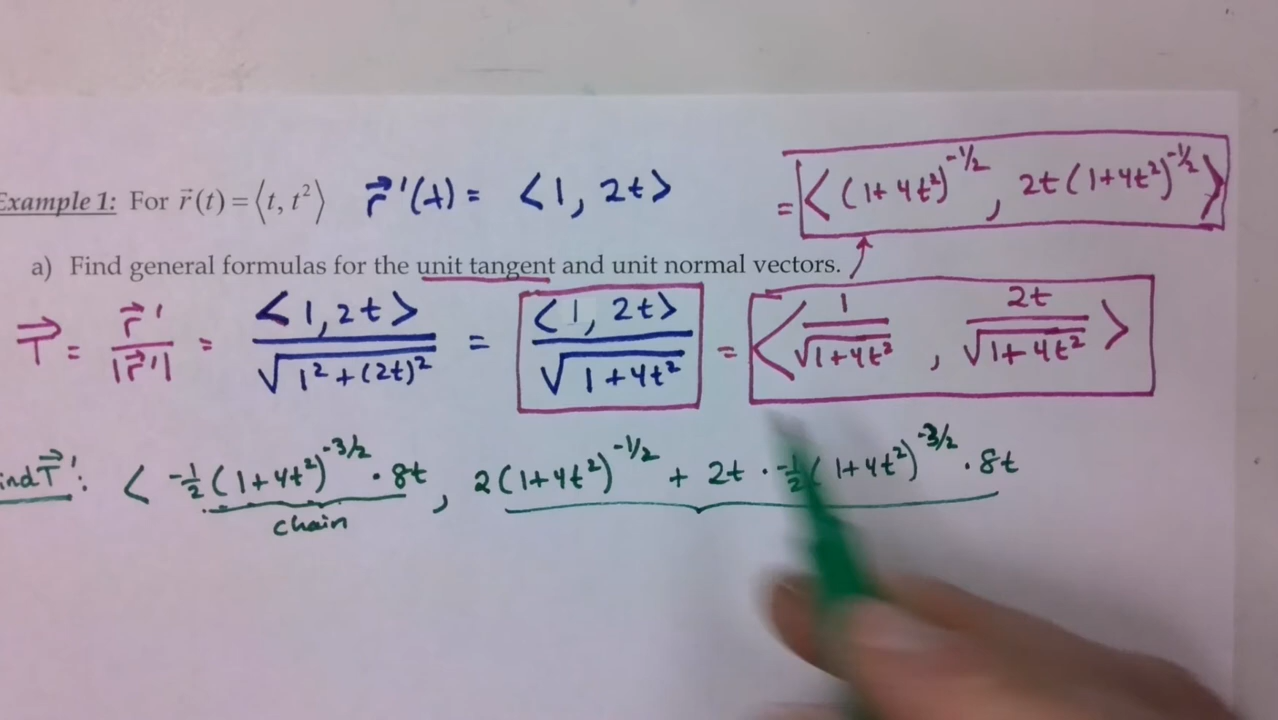 Example 1: For r⃗(t) = ⟨t, t²⟩ r⃗'(t) = <1, 2t> = <(1+4t²)^(-1/2), 2t(1+4t²)^(-1/2)>
a) Find general formulas for the unit tangent and unit normal vectors.
T⃗ = r⃗'/|r⃗'| = <1, 2t>/√(1²+(2t)²) = <1, 2t>/√(1+4t²) = <1/√(1+4t²), 2t/√(1+4t²)>
ind T⃗': < -½(1+4t²)^(-3/2) · 8t, 2(1+4t²)^(-1/2) + 2t · -½(1+4t²)^(-3/2) · 8t
chain